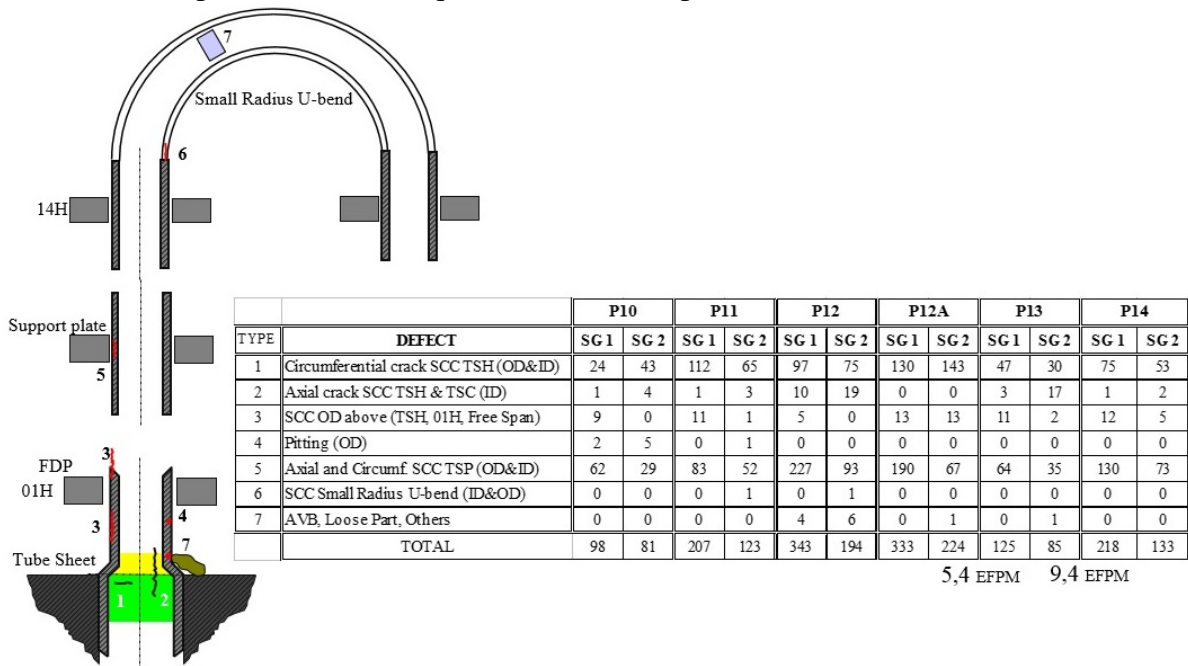 7
Small Radius U-bend
6
14H
Support plate
5
3
FDP
01H
3
4
7
Tube Sheet
1 2
P10 P11 P12 P12A P13 P14
TYPE DEFECT SG 1 SG 2 SG 1 SG 2 SG 1 SG 2 SG 1 SG 2 SG 1 SG 2 SG 1 SG 2
1 Circumferential crack SCC TSH (OD&ID) 24 43 112 65 97 75 130 143 47 30 75 53
2 Axial crack SCC TSH & TSC (ID) 1 4 1 3 10 19 0 0 3 17 1 2
3 SCC OD above (TSH, 01H, Free Span) 9 0 11 1 5 0 13 13 11 2 12 5
4 Pitting (OD) 2 5 0 1 0 0 0 0 0 0 0 0
5 Axial and Circumf. SCC TSP (OD&ID) 62 29 83 52 227 93 190 67 64 35 130 73
6 SCC Small Radius U-bend (ID&OD) 0 0 0 1 0 1 0 0 0 0 0 0
7 AVB, Loose Part, Others 0 0 0 0 4 6 0 1 0 1 0 0
TOTAL 98 81 207 123 343 194 333 224 125 85 218 133
5,4 EFPM 9,4 EFPM